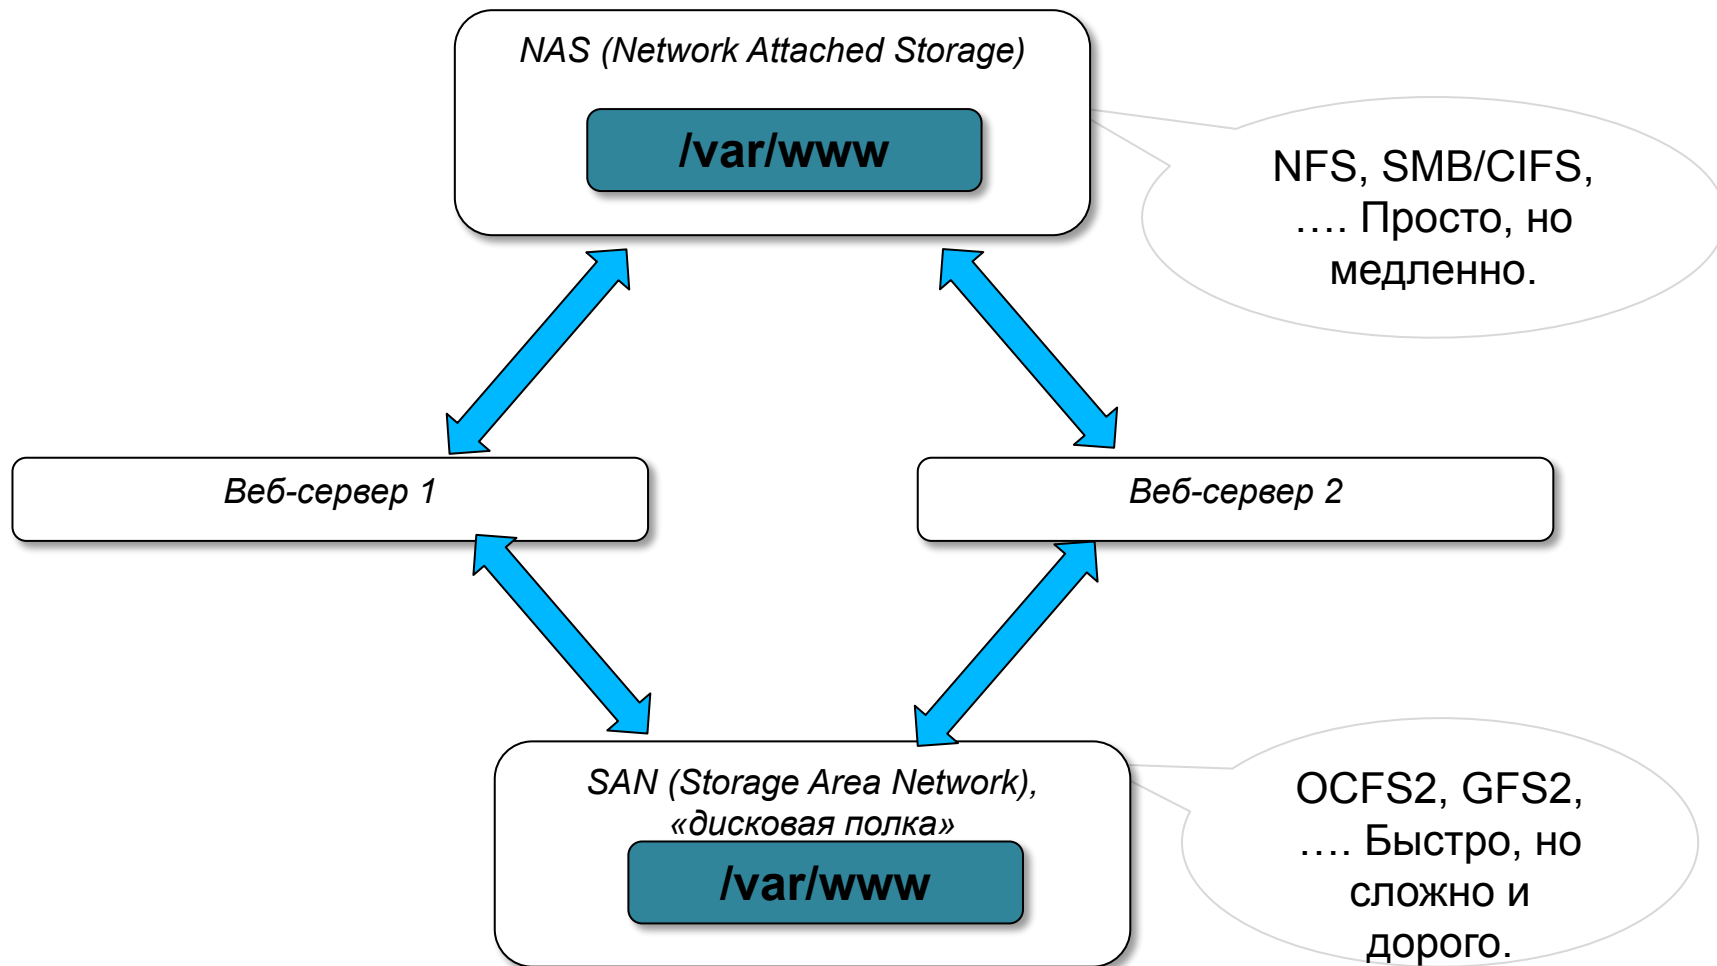 NAS (Network Attached Storage)
/var/www
NFS, SMB/CIFS,
…. Просто, но
медленно.
Веб-сервер 1
Веб-сервер 2
SAN (Storage Area Network),
«дисковая полка»
/var/www
OCFS2, GFS2,
…. Быстро, но
сложно и
дорого.